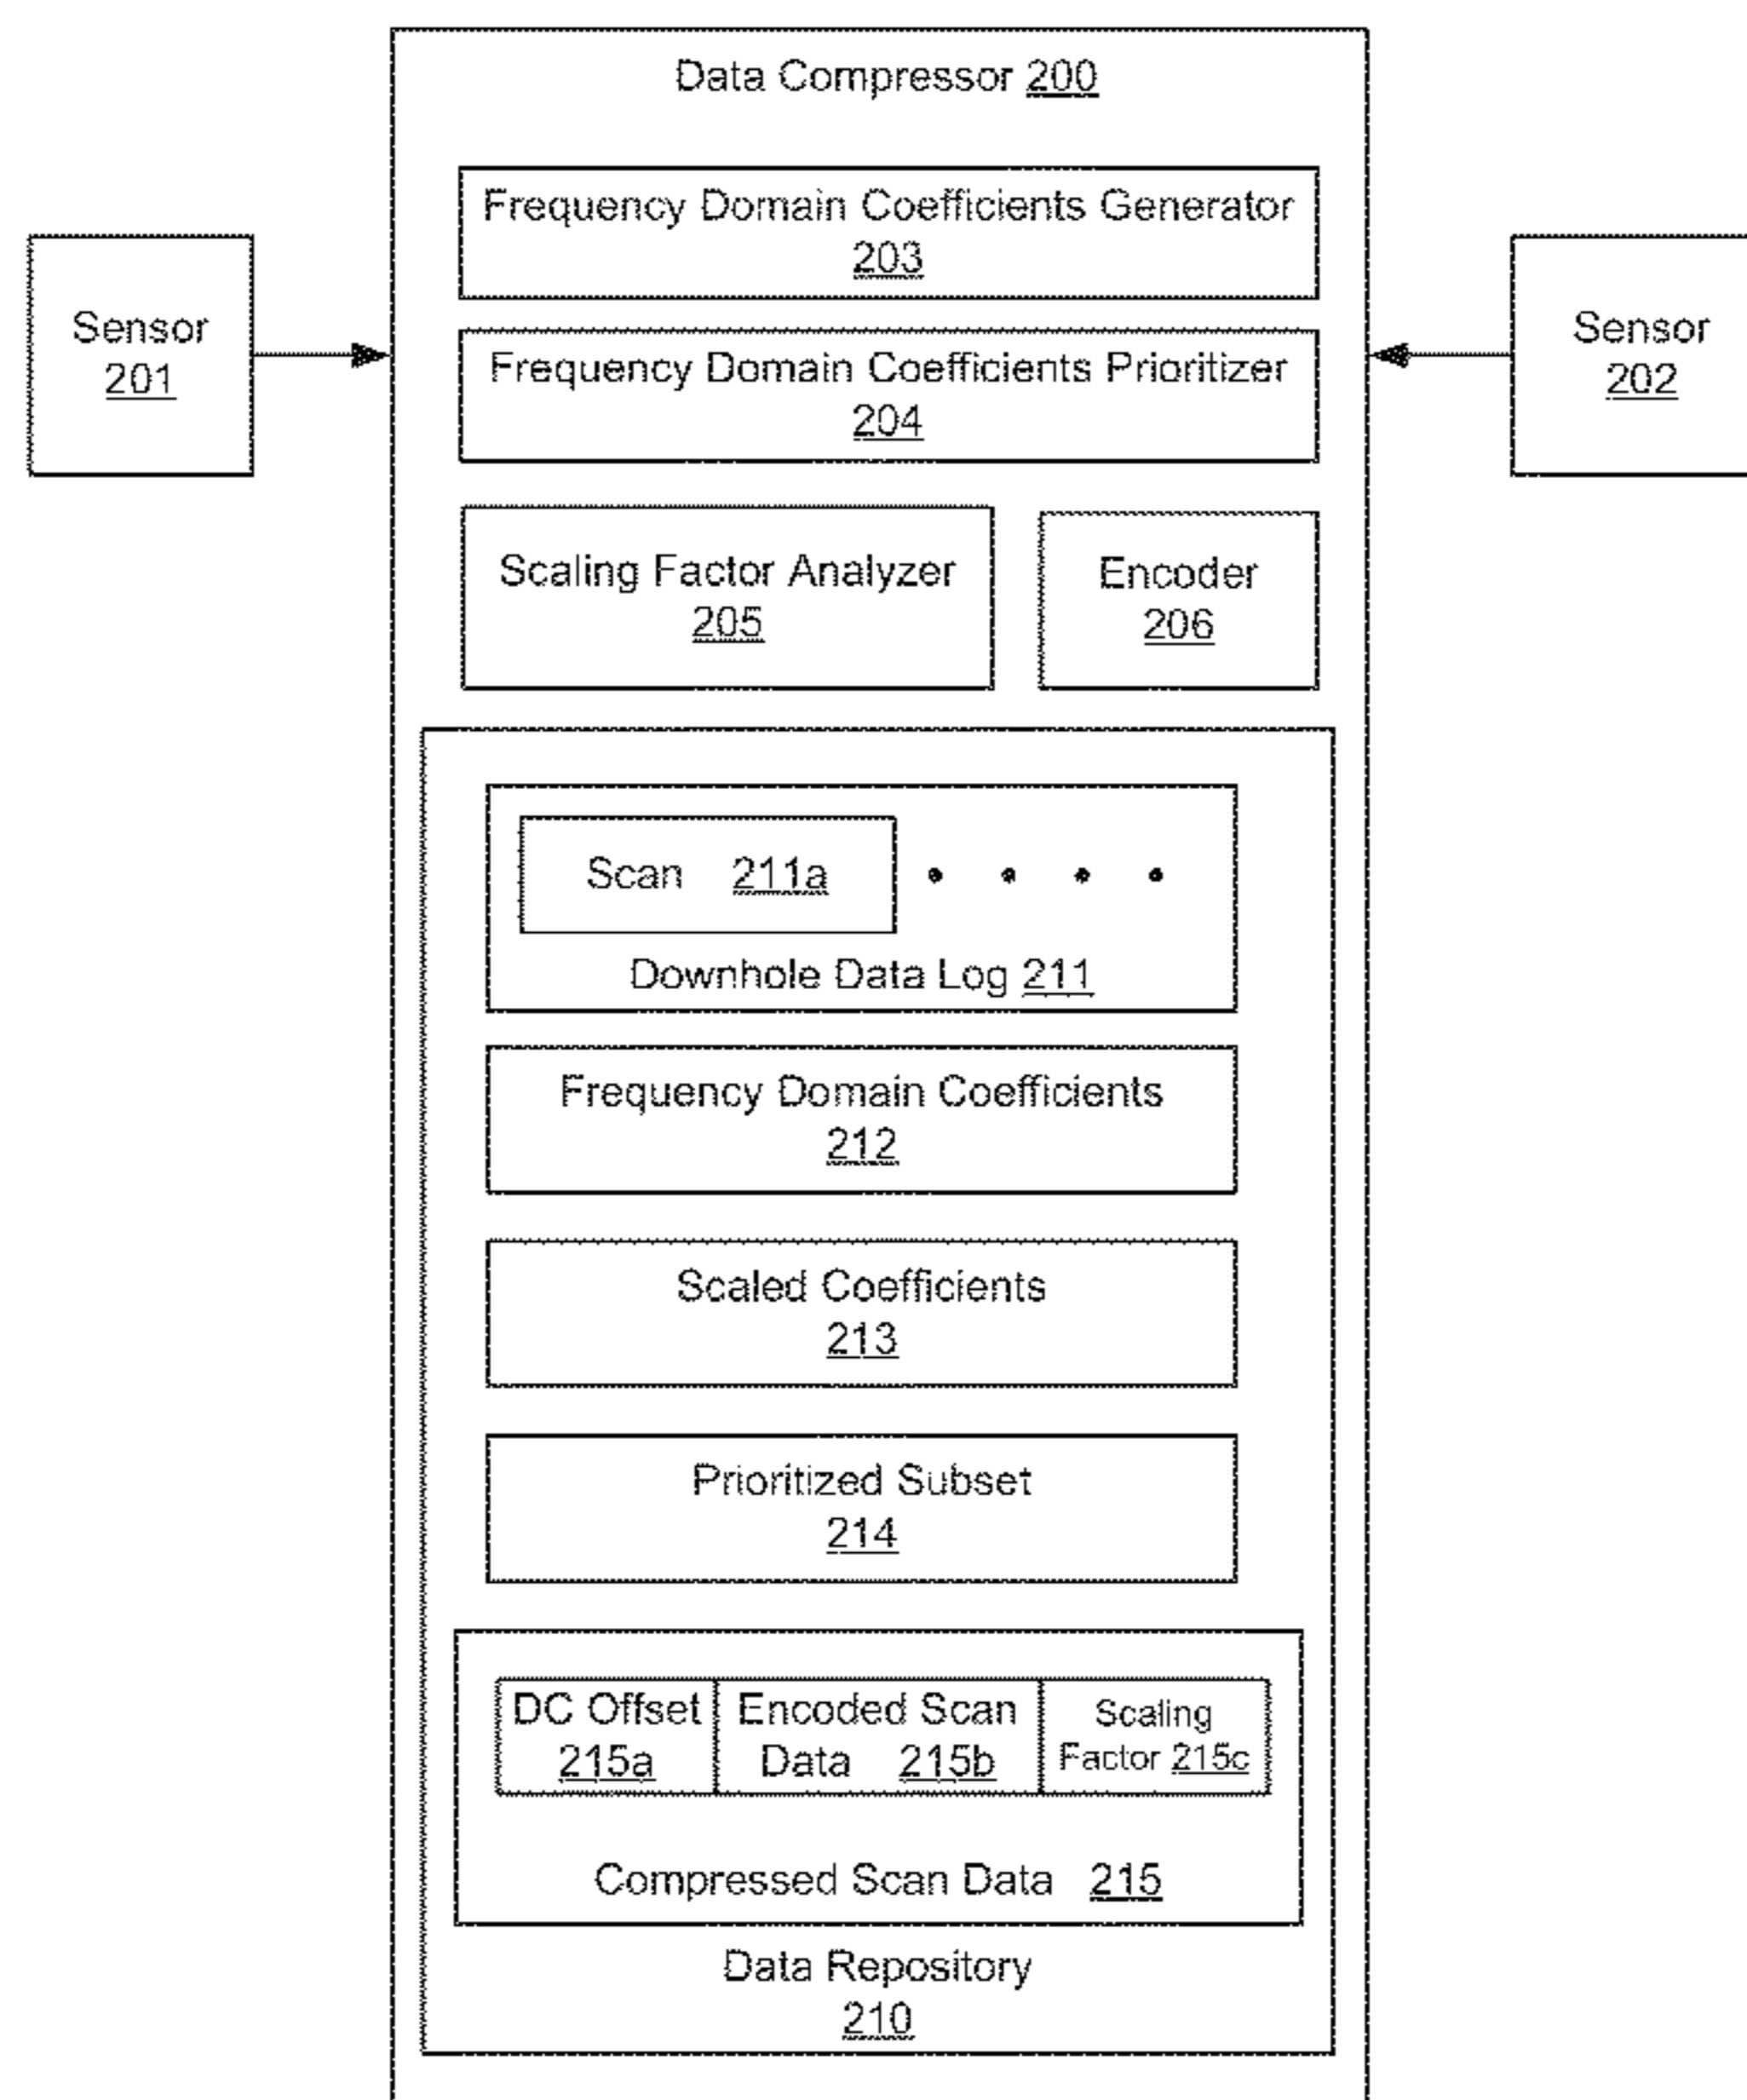 Data Compressor 200
Frequency Domain Coefficients Generator
203
Sensor
201
Frequency Domain Coefficients Prioritizer
204
Sensor
202
Scaling Factor Analyzer
205
Encoder
206
Scan 211a
Downhole Data Log 211
Frequency Domain Coefficients
212
Scaled Coefficients
213
Prioritized Subset
214
DC Offset
215a
Encoded Scan
Data 215b
Scaling
Factor 215c
Compressed Scan Data 215
Data Repository
210